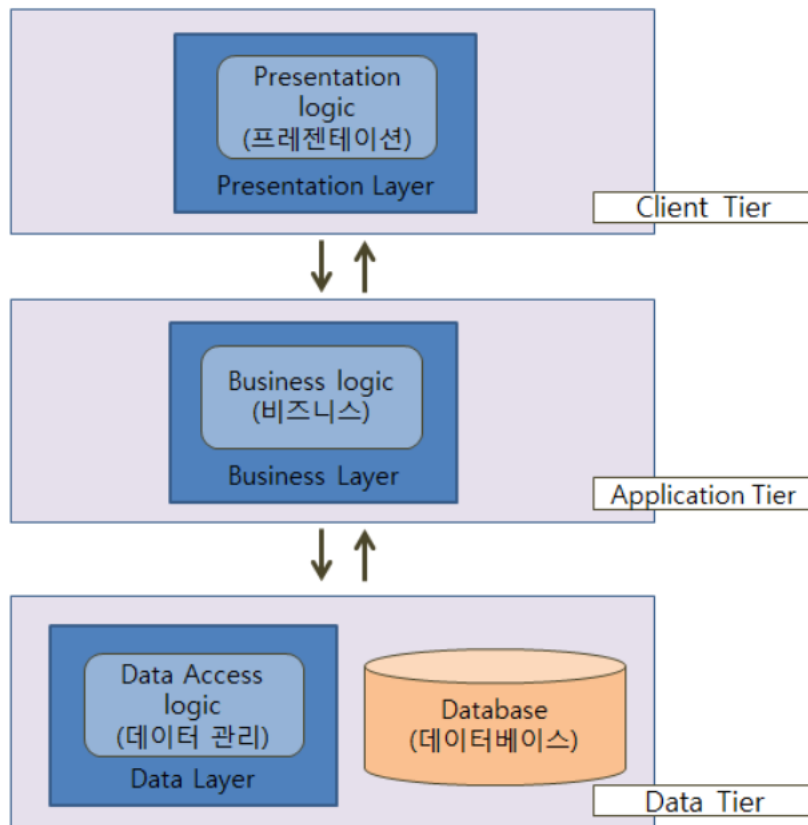 Presentation
logic
(프레젠테이션)
Presentation Layer
Client Tier
Business logic
(비즈니스)
Business Layer
Application Tier
Data Access
logic
(데이터 관리)
Data Layer
Database
(데이터베이스)
Data Tier